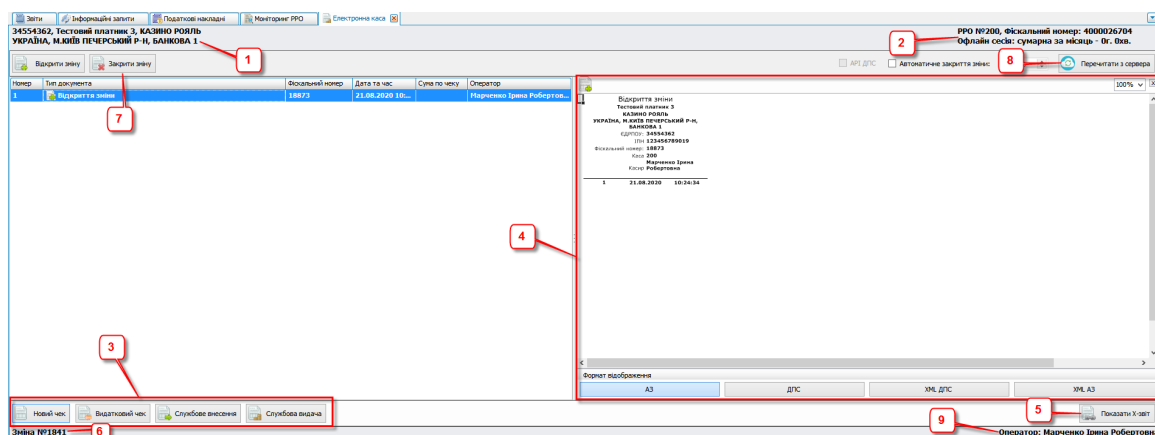 Звіти Інформаційні запити Податкові накладні Моніторинг РРО Електронна каса
34554362, Тестовий платник 3, КАЗИНО РОЯЛЬ
УКРАЇНА, М.КИЇВ ПЕЧЕРСЬКИЙ Р-Н, БАНКОВА 1
1
2
РРО №200, Фіскальний номер: 4000026704
Офлайн сесія: сумарна за місяць - 0г. 0хв.
Відкрити зміну Закрити зміну
API ДПС Автоматичне закриття зміни:
8
Перечитати з сервера
Номер Тип документа Фіскальний номер Дата та час Сума по чеку Оператор
1 Відкриття зміни 18873 21.08.2020 10:... Марченко Ірина Робертов...
7
100%
Відкриття зміни
Тестовий платник 3
КАЗИНО РОЯЛЬ
УКРАЇНА, М.КИЇВ ПЕЧЕРСЬКИЙ Р-Н,
БАНКОВА 1
ЄДРПОУ: 34554362
ІПН 123456789019
Фіскальний номер: 18873
Каса 200
Марченко Ірина
Касир Робертовна
1 21.08.2020 10:24:34
4
3
Формат відображення
АЗ ДПС XML ДПС XML АЗ
Новий чек Видатковий чек Службове внесення Службова видача
5
Показати X-звіт
Зміна №1841
6
9
Оператор: Марченко Ірина Робертовна